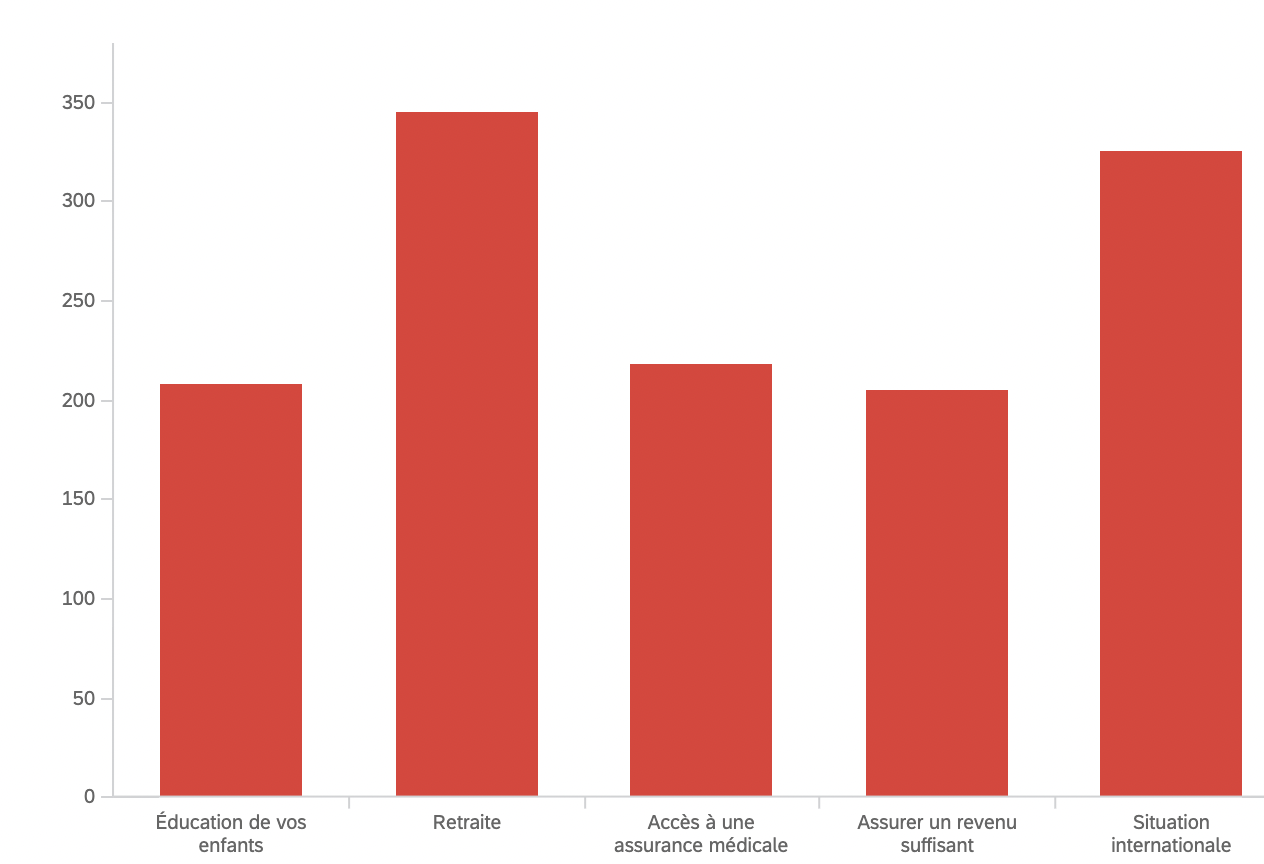 350
300
250
200
150
100
50
0
Éducation de vos
enfants
Retraite
Accès à une
assurance médicale
Assurer un revenu
suffisant
Situation
internationale